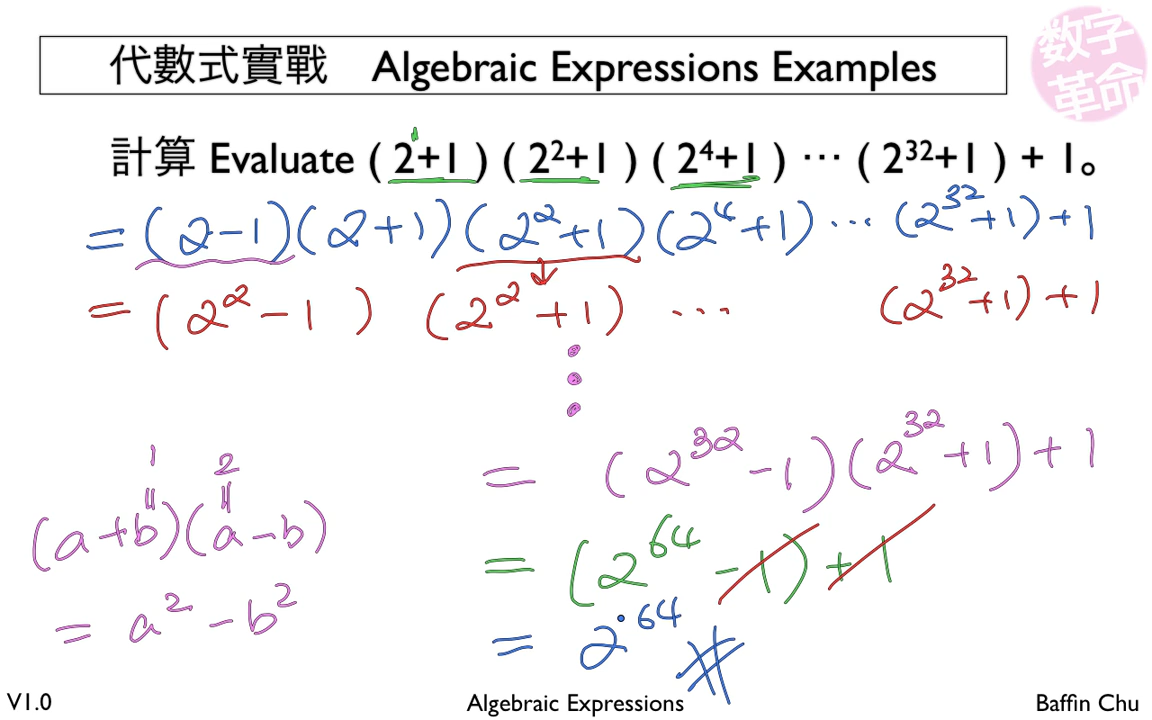 代數式實戰 Algebraic Expressions Examples
数字
革命
計算 Evaluate ( 2+1 ) ( 2²+1 ) ( 2⁴+1 ) ⋯ ( 2³²+1 ) + 1。
= (2-1)(2+1)(2²+1)(2⁴+1)⋯(2³²+1)+1
= (2²-1) (2²+1) ⋯ (2³²+1)+1
= (2³²-1)(2³²+1)+1
1 2
(a+b)(a-b)
= a²-b²
= (2⁶⁴-1)+1
= 2⁶⁴ #
V1.0
Algebraic Expressions
Baffin Chu